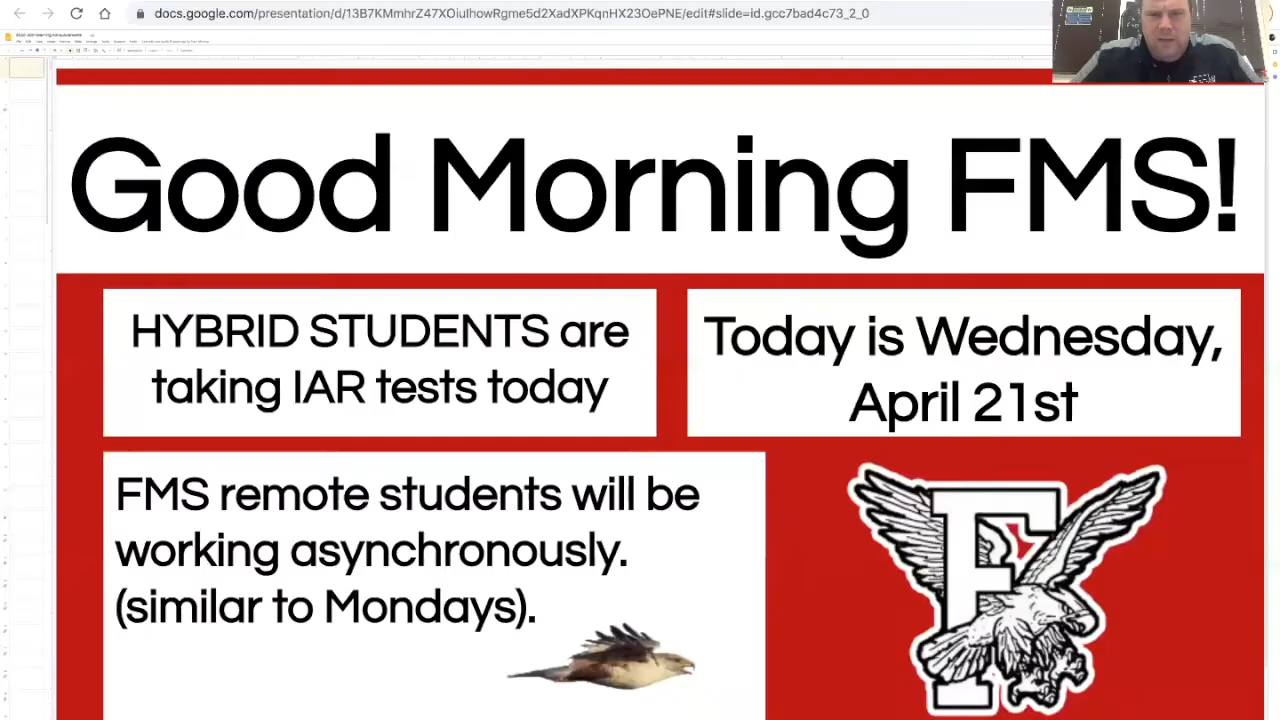 docs.google.com/presentation/d/13B7KMmhrZ47XOiuIhowRgme5d2XadXPKqnHX23OePNE/edit#slide=id.gcc7bad4c73_2_0
Good Morning FMS!
HYBRID STUDENTS are
taking IAR tests today
Today is Wednesday,
April 21st
FMS remote students will be
working asynchronously.
(similar to Mondays).
F